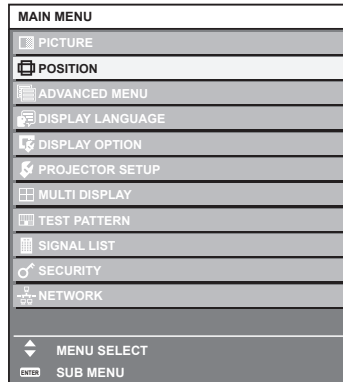 MAIN MENU
PICTURE
POSITION
ADVANCED MENU
DISPLAY LANGUAGE
DISPLAY OPTION
PROJECTOR SETUP
MULTI DISPLAY
TEST PATTERN
SIGNAL LIST
SECURITY
NETWORK
MENU SELECT
ENTER SUB MENU